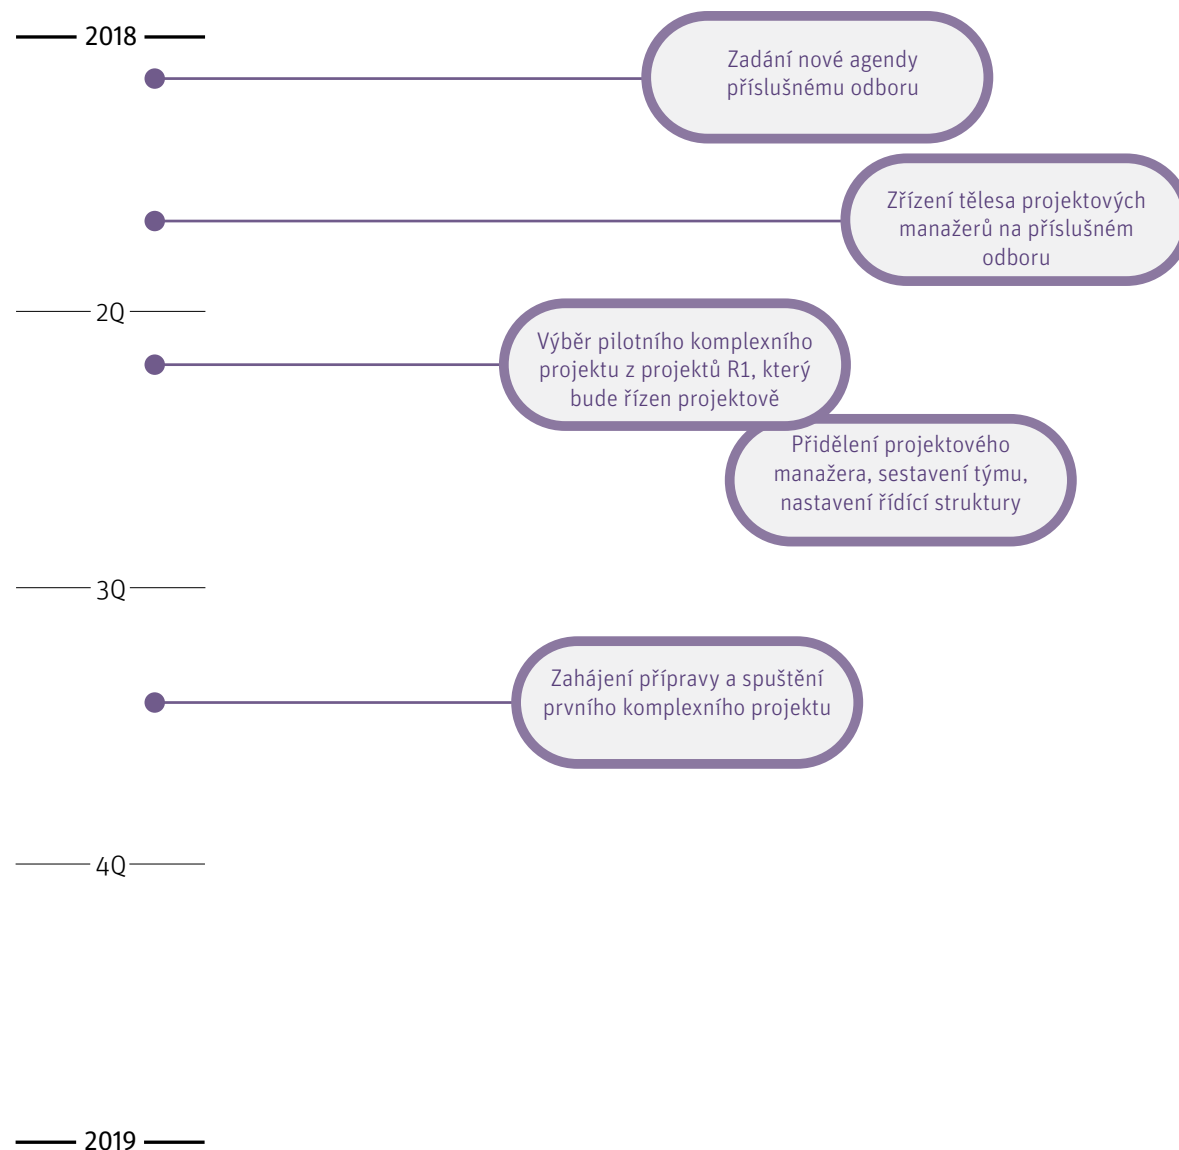 2018
Zadání nové agendy
příslušnému odboru
Zřízení tělesa projektových
manažerů na příslušném
odboru
2Q
Výběr pilotního komplexního
projektu z projektů R1, který
bude řízen projektově
Přidělení projektového
manažera, sestavení týmu,
nastavení řídící struktury
3Q
Zahájení přípravy a spuštění
prvního komplexního projektu
4Q
2019